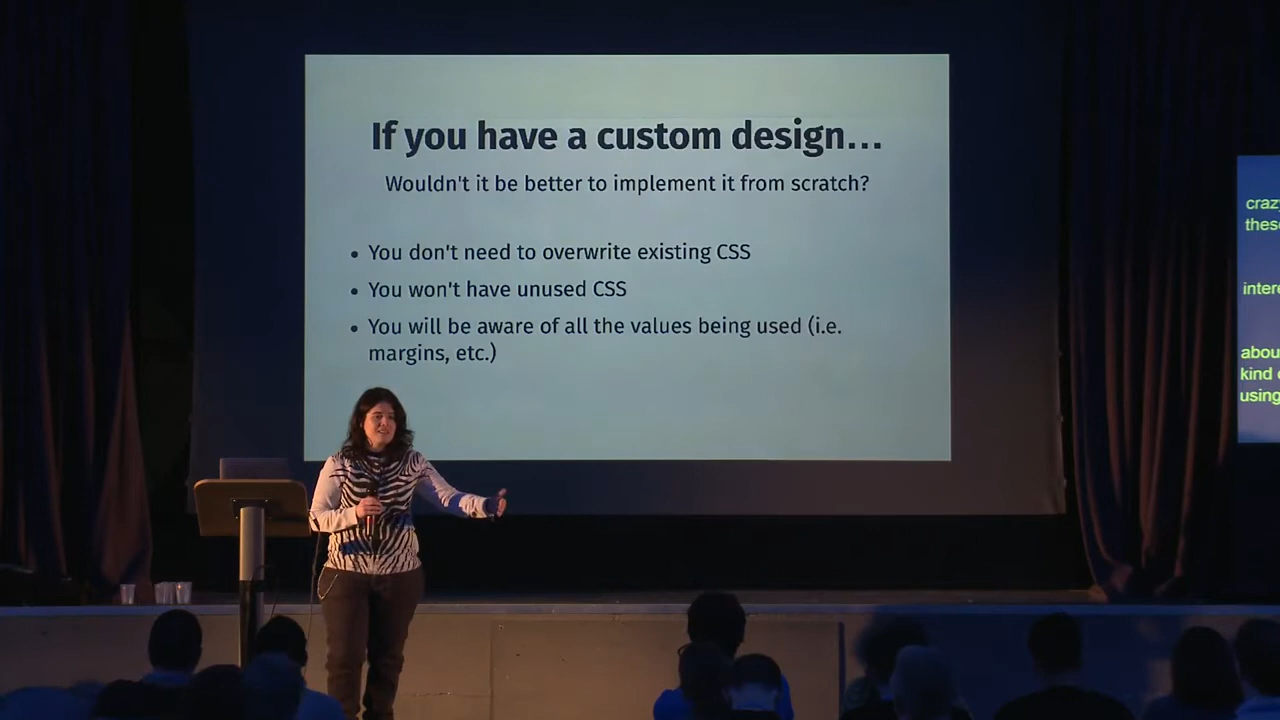 If you have a custom design…
Wouldn't it be better to implement it from scratch?
• You don't need to overwrite existing CSS
• You won't have unused CSS
• You will be aware of all the values being used (i.e.
margins, etc.)
kind
using